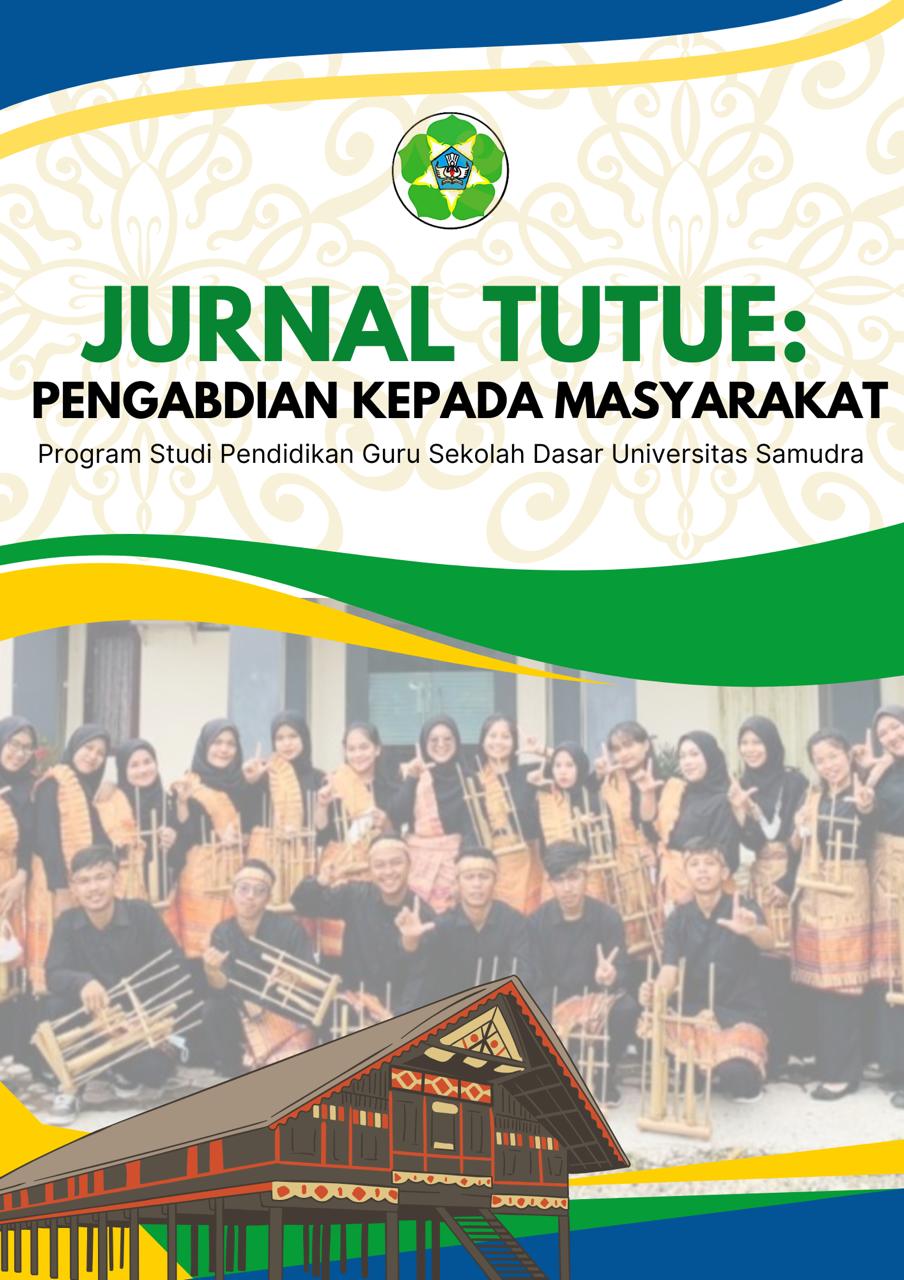 JURNAL TUTUE:
PENGABDIAN KEPADA MASYARAKAT
Program Studi Pendidikan Guru Sekolah Dasar Universitas Samudra